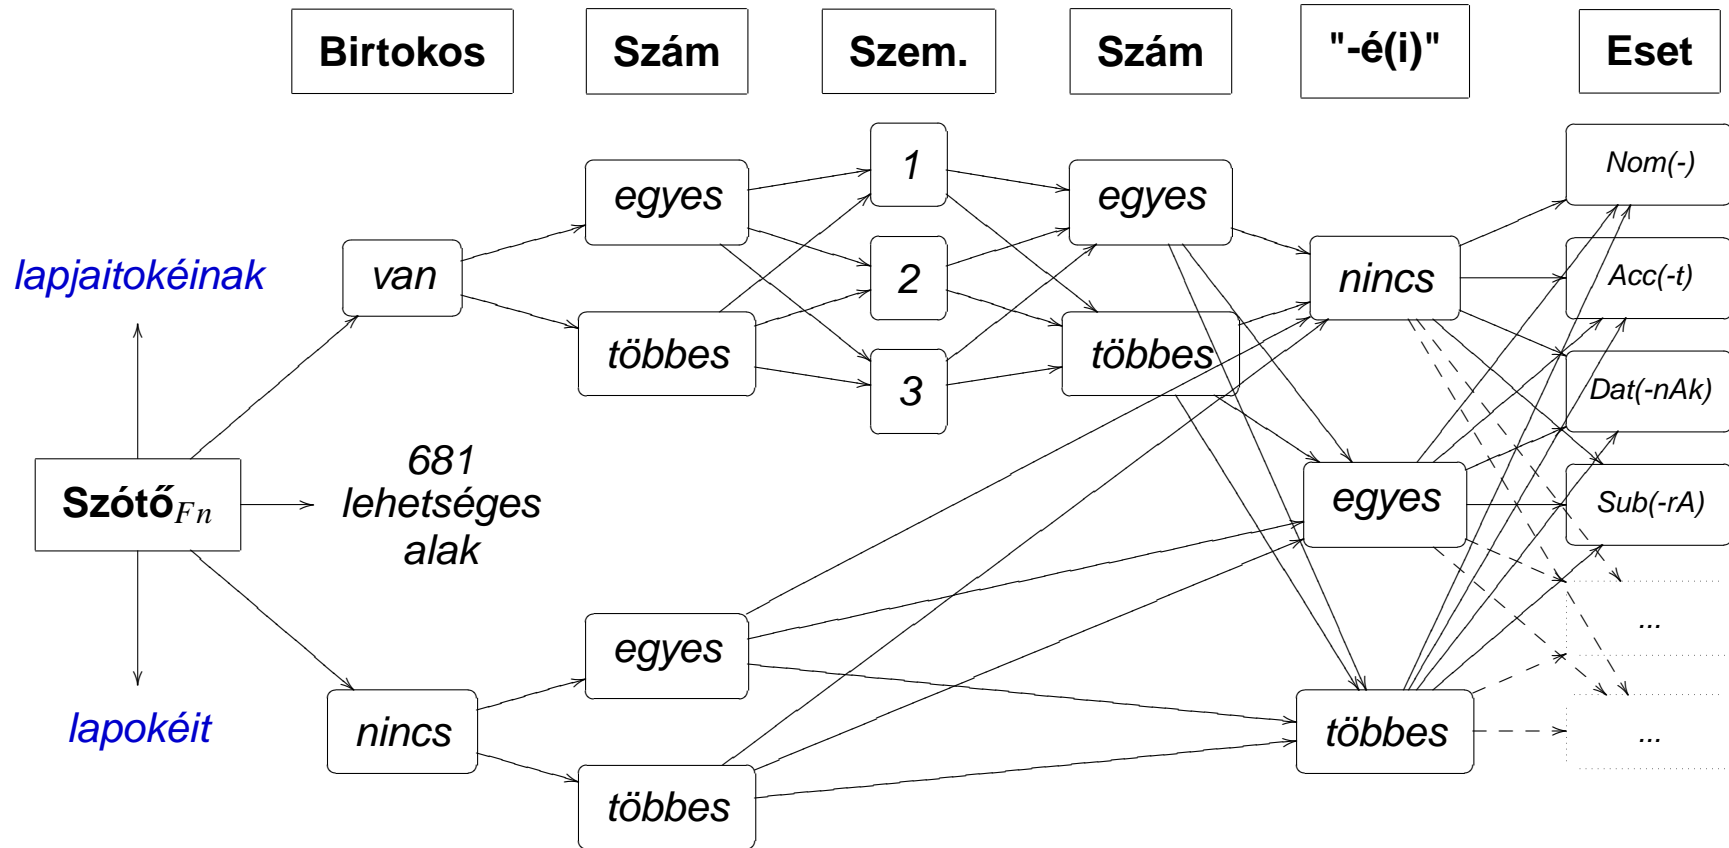 Birtokos
Szám
Szem.
Szám
"-é(i)"
Eset
egyes
1
egyes
Nom(-)
lapjaitokéinak
van
2
nincs
Acc(-t)
többes
3
többes
Dat(-nAk)
Szótő Fn
681
lehetséges
alak
egyes
Sub(-rA)
egyes
...
lapokéit
nincs
többes
többes
...